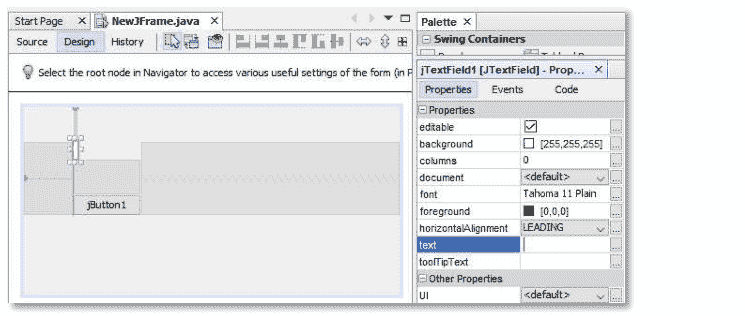 Start Page
NewJFrame.java
Source Design History
Select the root node in Navigator to access various useful settings of the form (in P
jButton1
Palette
Swing Containers
jTextField1 [JTextField] - Prop...
Properties Events Code
Properties
editable
background [255,255,255] ...
columns 0 ...
document <default> ...
font Tahoma 11 Plain ...
foreground [0,0,0] ...
horizontalAlignment LEADING ...
text ...
toolTipText ...
Other Properties
UI <default> ...